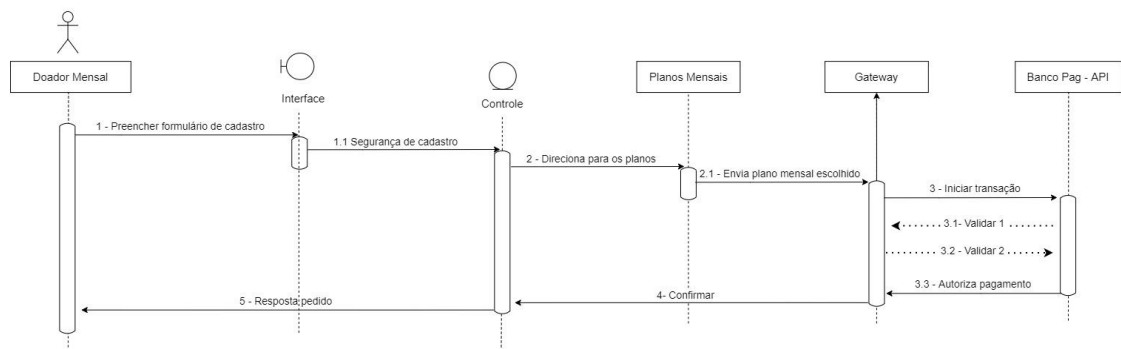 Doador Mensal
Interface
Controle
Planos Mensais
Gateway
Banco Pag - API
1 - Preencher formulário de cadastro
1.1 Segurança de cadastro
2 - Direciona para os planos
2.1 - Envia plano mensal escolhido
3 - Iniciar transação
3.1- Validar 1
3.2 - Validar 2
3.3 - Autoriza pagamento
4- Confirmar
5 - Resposta pedido